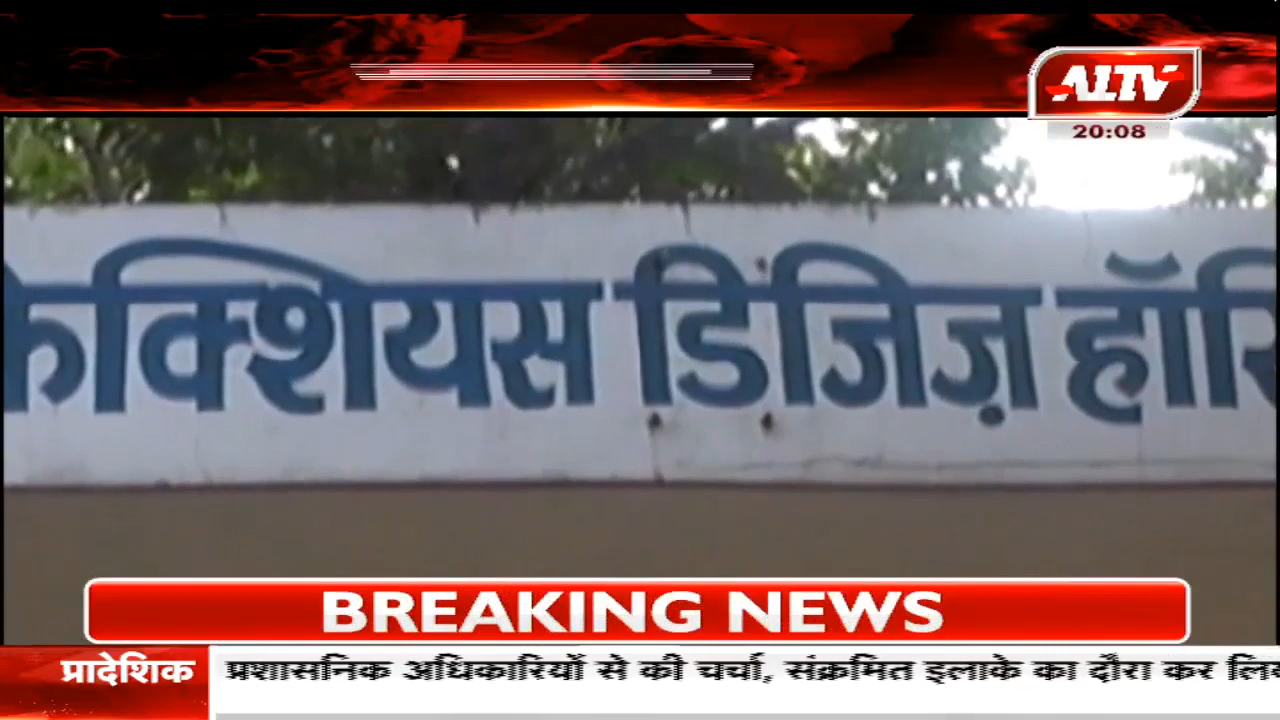 ALTV
20:08
क्शियस डिज़िज़ हॉ
BREAKING NEWS
प्रादेशिक प्रशासनिक अधिकारियों से की चर्चा, संक्रमित इलाके का दौरा कर